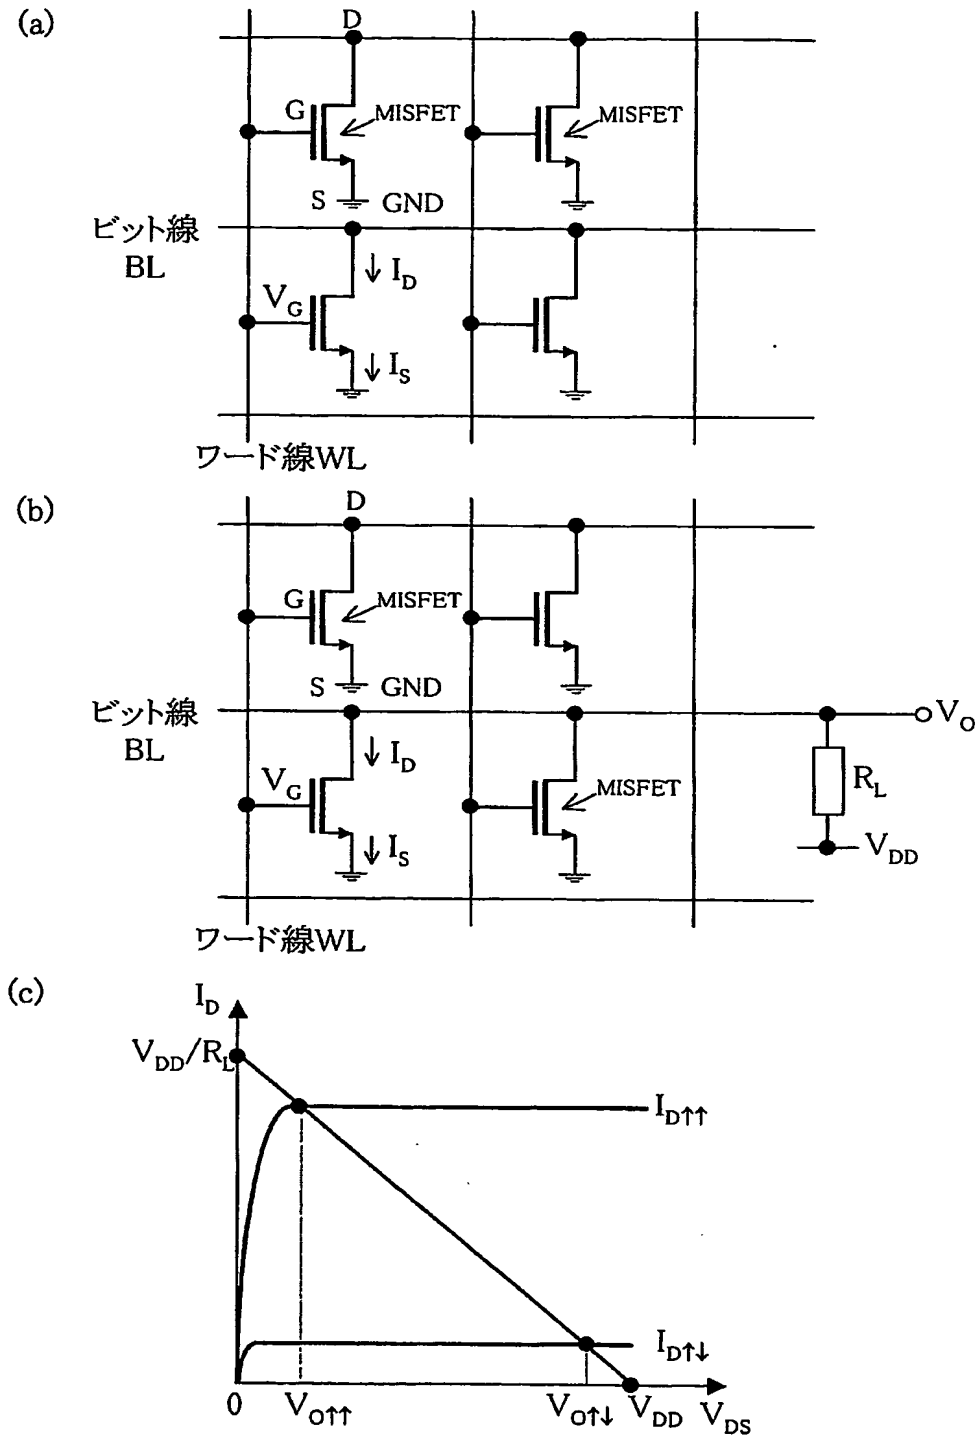 (a)
D
G
MISFET
MISFET
S
GND
ビット線
BL
I_D
V_G
I_S
ワード線WL
(b)
D
G
MISFET
S
GND
ビット線
BL
V_O
I_D
V_G
MISFET
R_L
I_S
V_DD
ワード線WL
(c)
I_D
V_DD/R_L
I_D↑↑
I_D↑↓
0
V_O↑↑
V_O↑↓
V_DD
V_DS